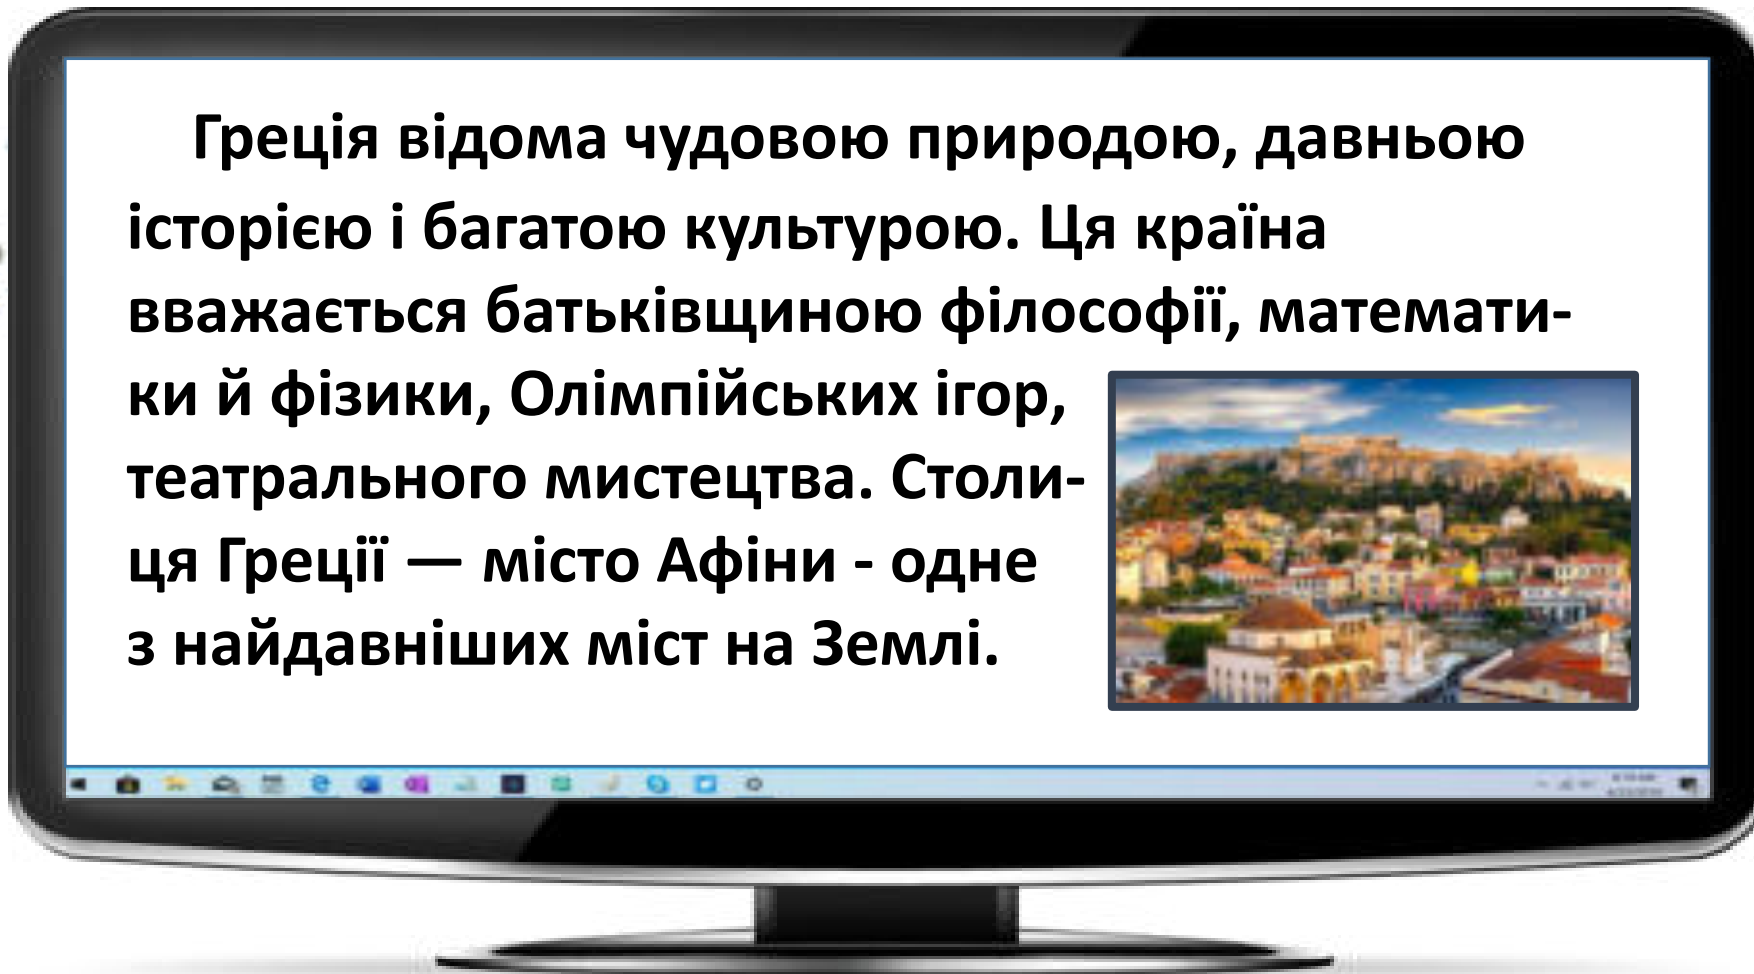 Греція відома чудовою природою, давньою
історією і багатою культурою. Ця країна
вважається батьківщиною філософії, математи-
ки й фізики, Олімпійських ігор,
театрального мистецтва. Столи-
ця Греції — місто Афіни - одне
з найдавніших міст на Землі.